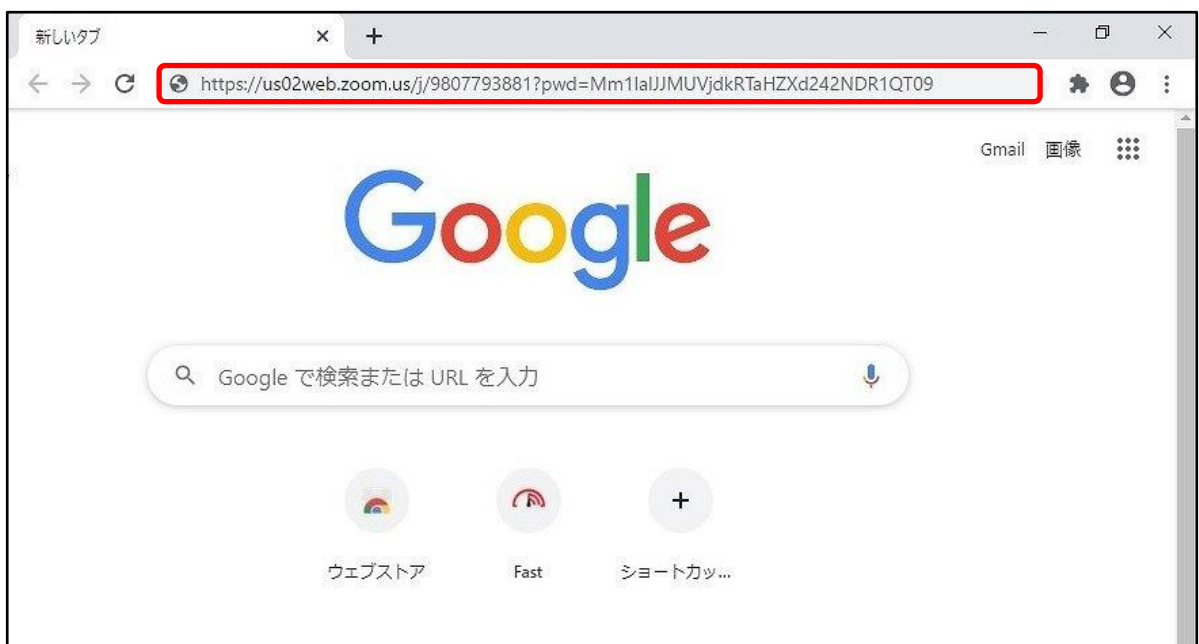 新しいタブ
https://us02web.zoom.us/j/9807793881?pwd=Mm1lalJJMUVjdkRTaHZXd242NDR1QT09
Gmail 画像
Google
Google で検索または URL を入力
ウェブストア Fast ショートカッ...